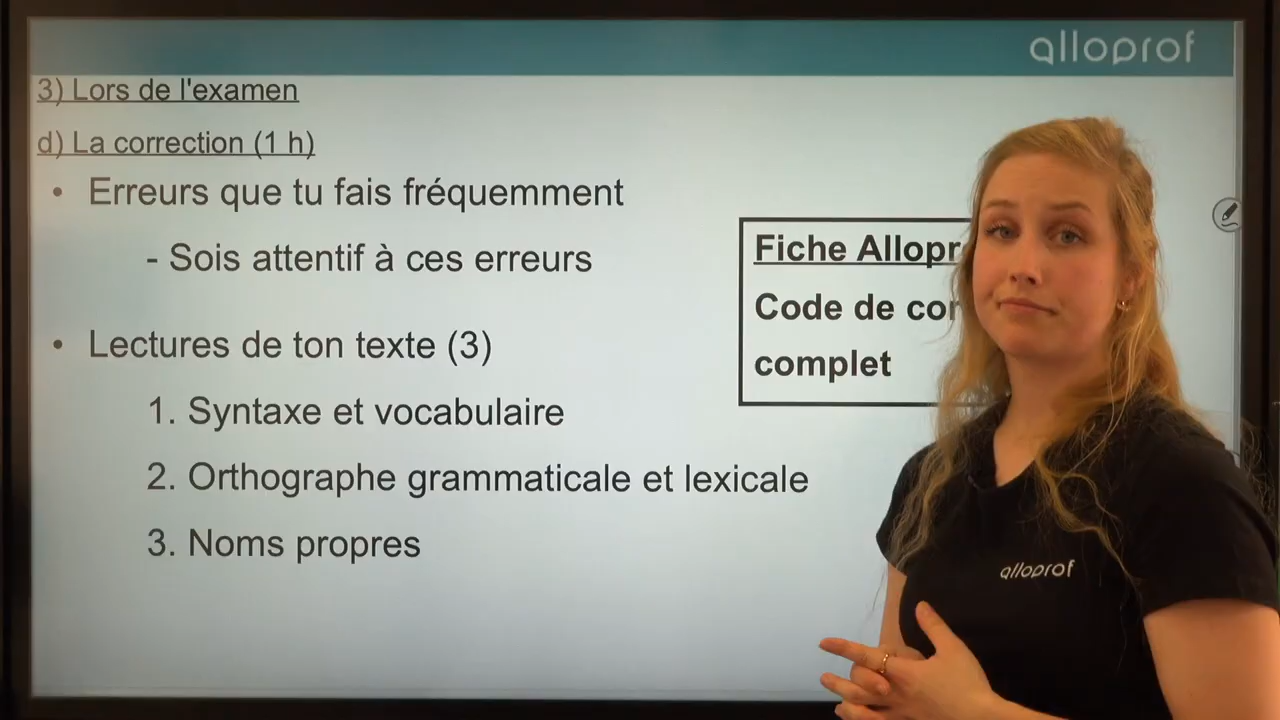 alloprof
3) Lors de l'examen
d) La correction (1 h)
• Erreurs que tu fais fréquemment
- Sois attentif à ces erreurs
• Lectures de ton texte (3)
1. Syntaxe et vocabulaire
2. Orthographe grammaticale et lexicale
3. Noms propres
Fiche
Code de
complet
alloprof